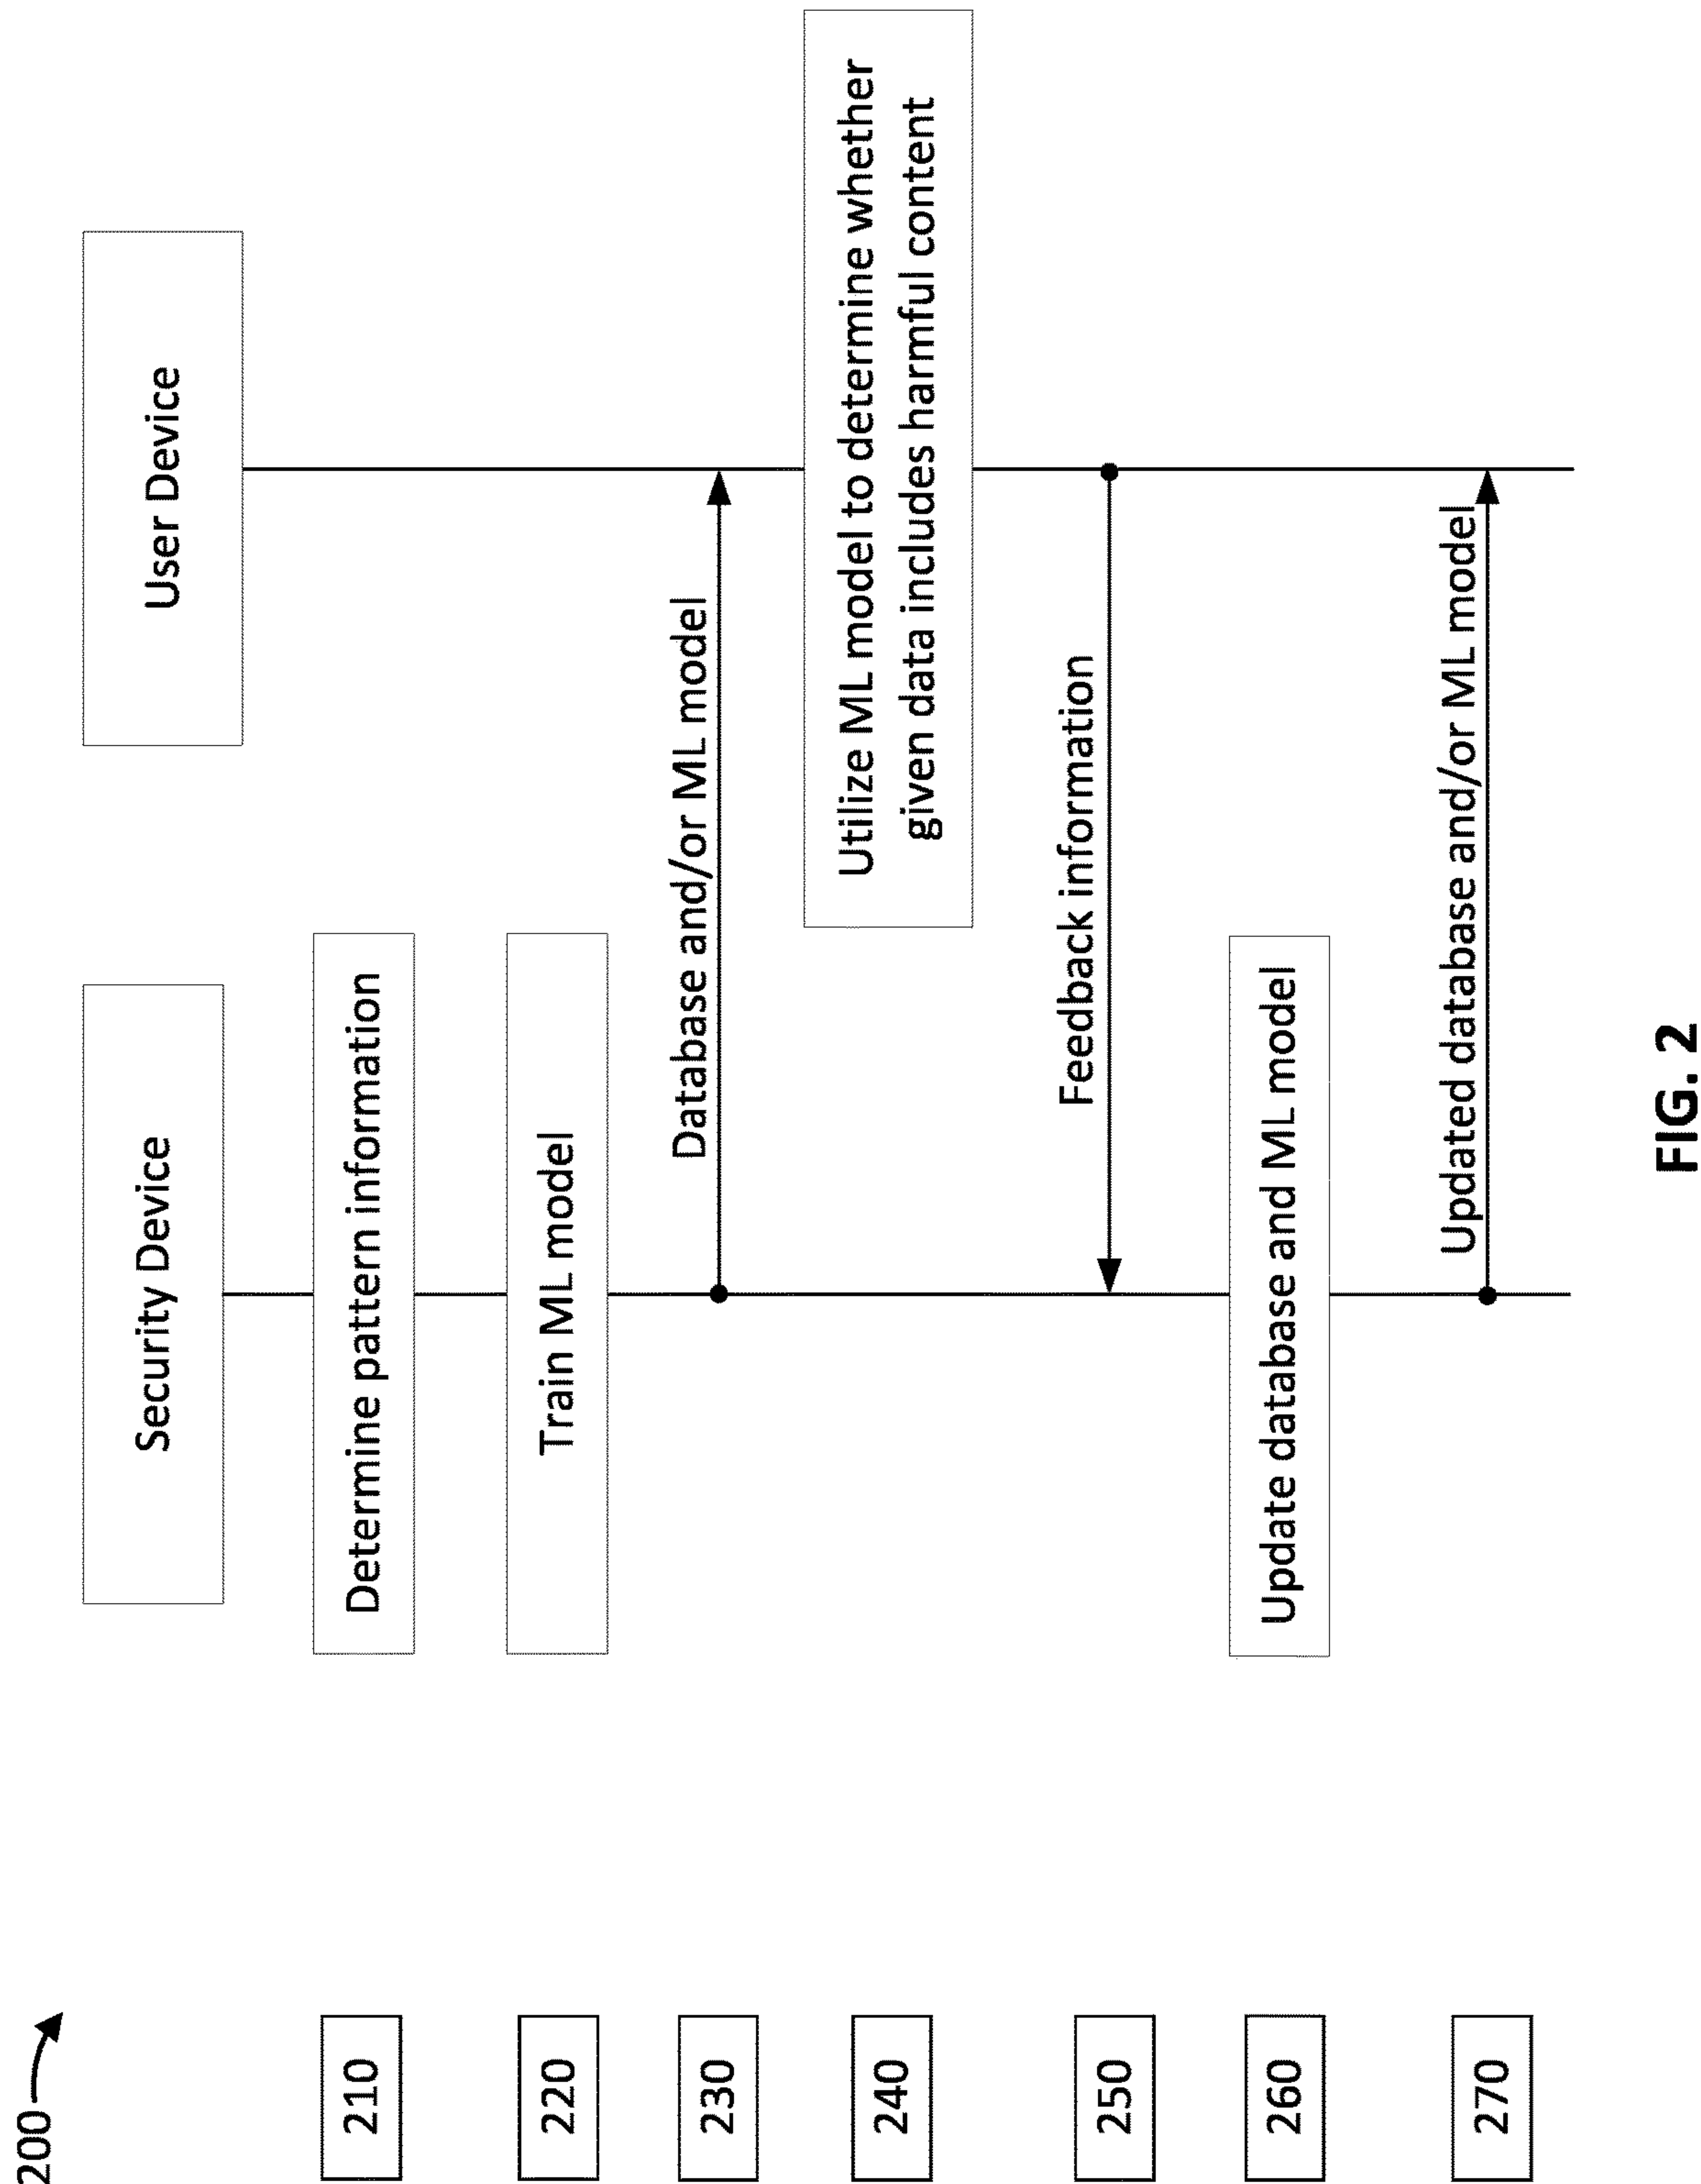 200
Security Device
User Device
210
Determine pattern information
220
Train ML model
230
Database and/or ML model
240
Utilize ML model to determine whether
given data includes harmful content
250
Feedback information
260
Update database and ML model
270
Updated database and/or ML model
FIG. 2